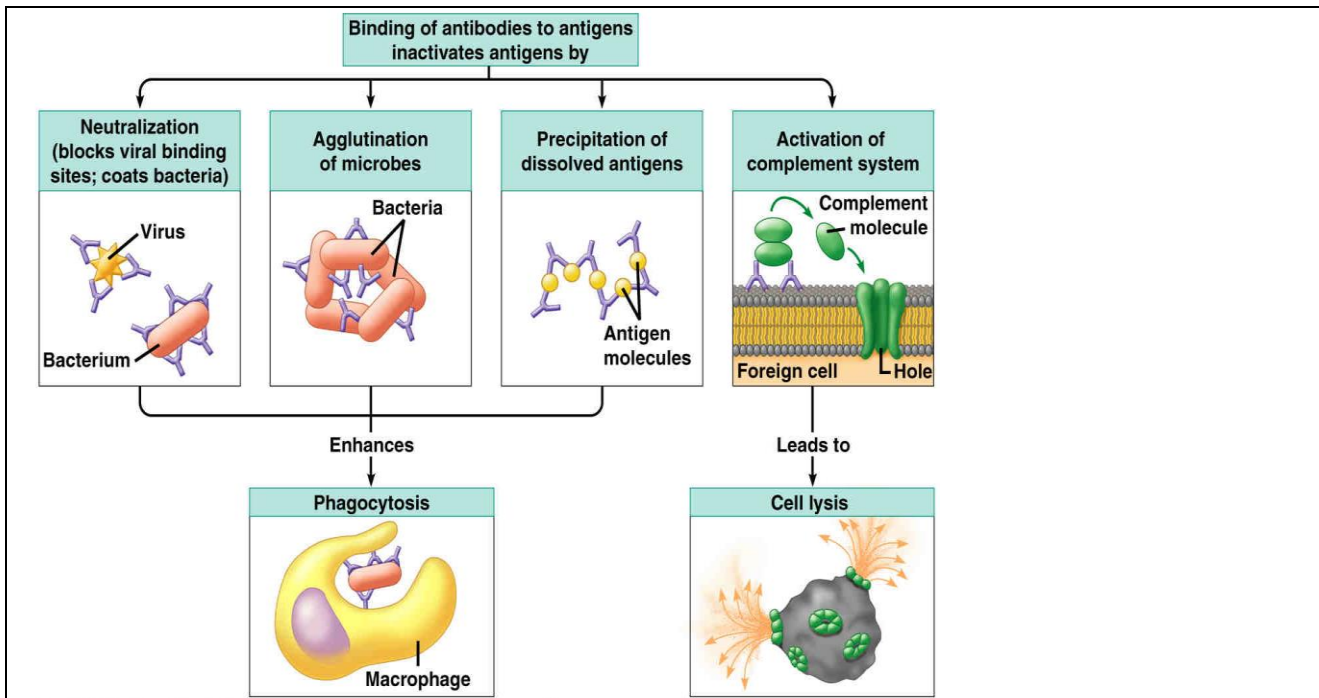 Binding of antibodies to antigens
inactivates antigens by
Neutralization
(blocks viral binding
sites; coats bacteria)
Agglutination
of microbes
Precipitation of
dissolved antigens
Activation of
complement system
Virus
Bacterium
Bacteria
Antigen
molecules
Complement
molecule
Foreign cell
Hole
Enhances
Leads to
Phagocytosis
Macrophage
Cell lysis